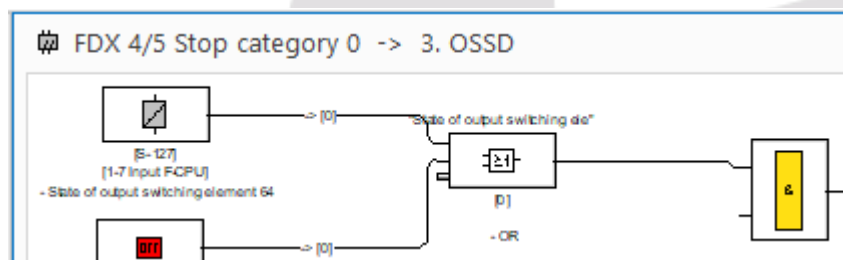 FDX 4/5 Stop category 0 -> 3. OSSD
-> [0]
"State of output switching ele"
[S-127]
[1-7 Input F-CPU]
- State of output switching element 64
≥1
[0]
- OR
&
OFF
-> [0]